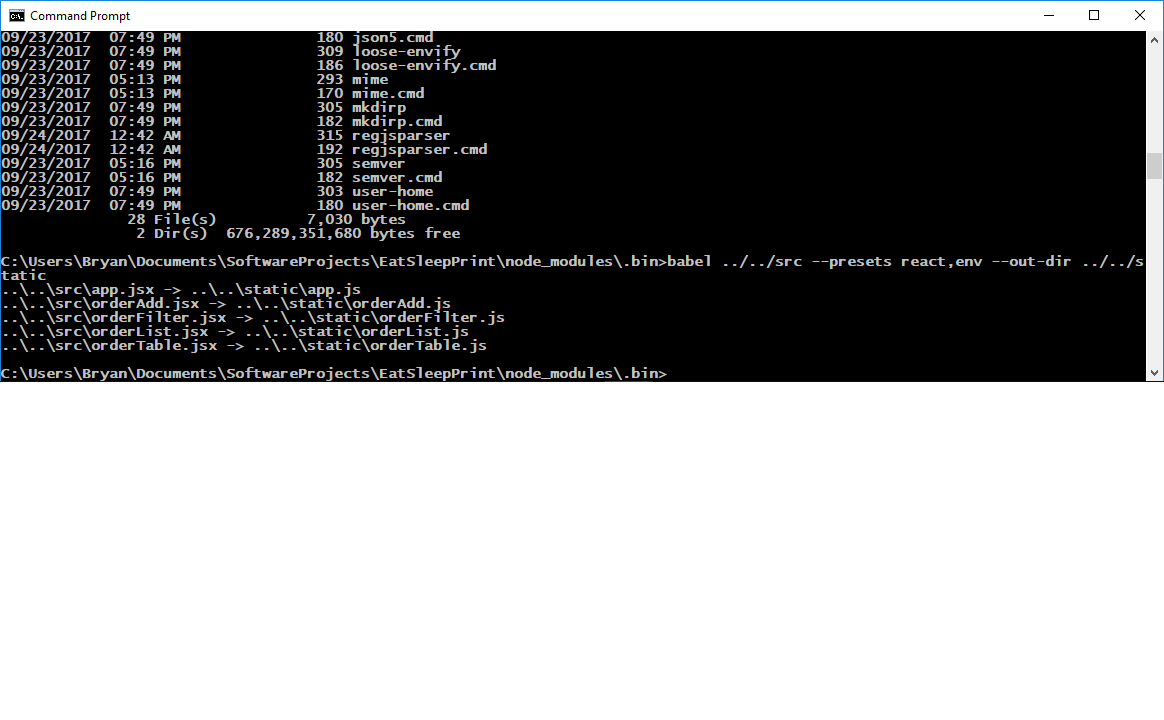 Command Prompt
09/23/2017  07:49 PM               180 json5.cmd
09/23/2017  07:49 PM               309 loose-envify
09/23/2017  07:49 PM               186 loose-envify.cmd
09/23/2017  05:13 PM               293 mime
09/23/2017  05:13 PM               170 mime.cmd
09/23/2017  07:49 PM               305 mkdirp
09/23/2017  07:49 PM               182 mkdirp.cmd
09/24/2017  12:42 AM               315 regjsparser
09/24/2017  12:42 AM               192 regjsparser.cmd
09/23/2017  05:16 PM               305 semver
09/23/2017  05:16 PM               182 semver.cmd
09/23/2017  07:49 PM               303 user-home
09/23/2017  07:49 PM               180 user-home.cmd
              28 File(s)          7,030 bytes
               2 Dir(s)  676,289,351,680 bytes free
C:\Users\Bryan\Documents\SoftwareProjects\EatSleepPrint\node_modules\.bin>babel ../../src --presets react,env --out-dir ../../s
tatic
..\..\src\app.jsx -> ..\..\static\app.js
..\..\src\orderAdd.jsx -> ..\..\static\orderAdd.js
..\..\src\orderFilter.jsx -> ..\..\static\orderFilter.js
..\..\src\orderList.jsx -> ..\..\static\orderList.js
..\..\src\orderTable.jsx -> ..\..\static\orderTable.js
C:\Users\Bryan\Documents\SoftwareProjects\EatSleepPrint\node_modules\.bin>